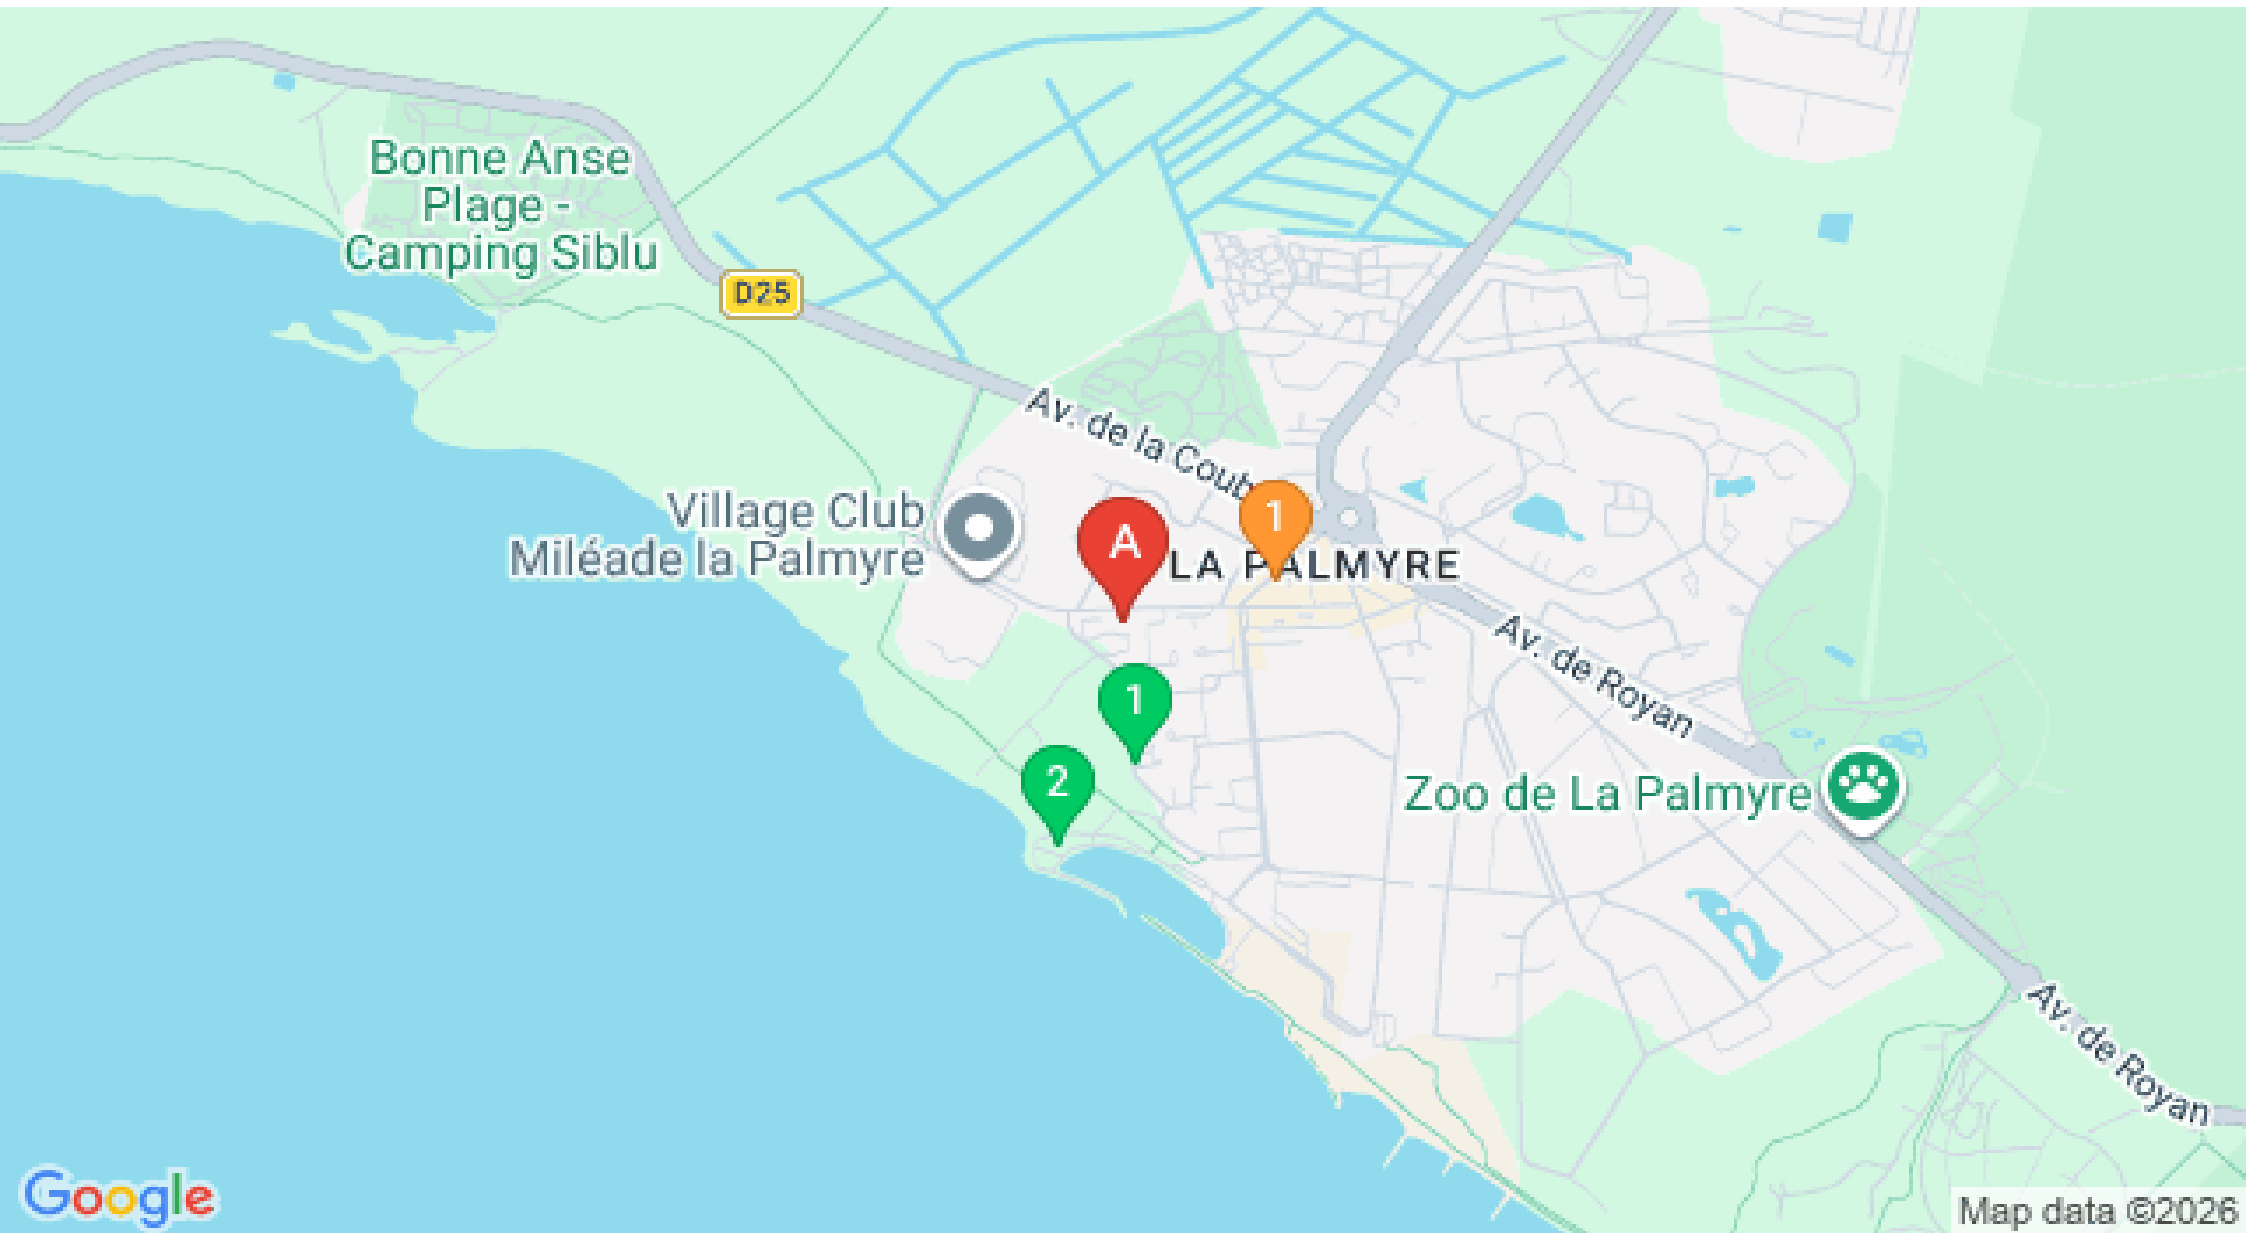 Bonne Anse
Plage -
Camping Siblu
D25
Av. de la Coub
Village Club
Miléade la Palmyre
A
1
LA PALMYRE
Av. de Royan
1
2
Zoo de La Palmyre
Av. de Royan
Google
Map data ©2026